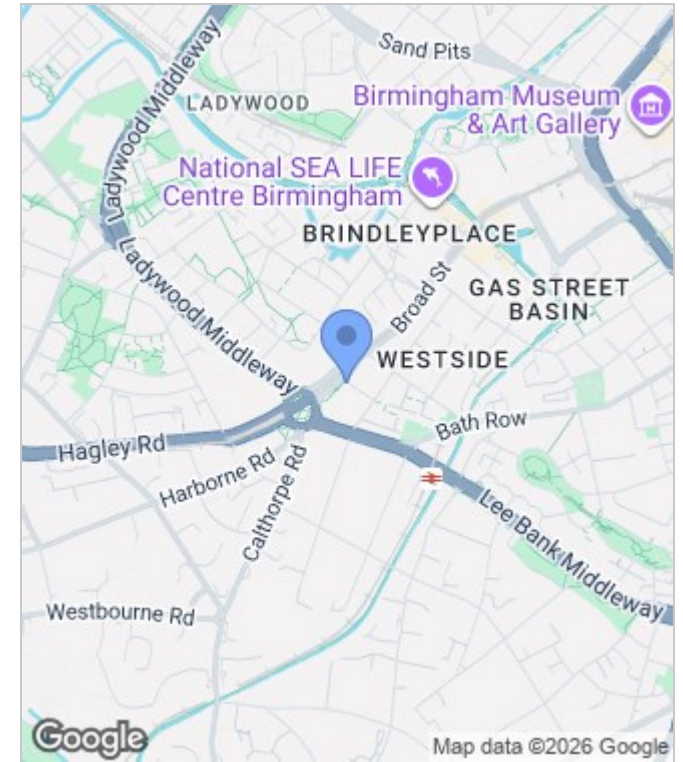 Sand Pits
Ladywood Middleway
LADYWOOD
Birmingham Museum
& Art Gallery
National SEA LIFE
Centre Birmingham
BRINDLEYPLACE
Ladywood Middleway
Broad St
GAS STREET
BASIN
WESTSIDE
Bath Row
Hagley Rd
Harborne Rd
Calthorpe Rd
Lee Bank Middleway
Westbourne Rd
Google
Map data ©2026 Google